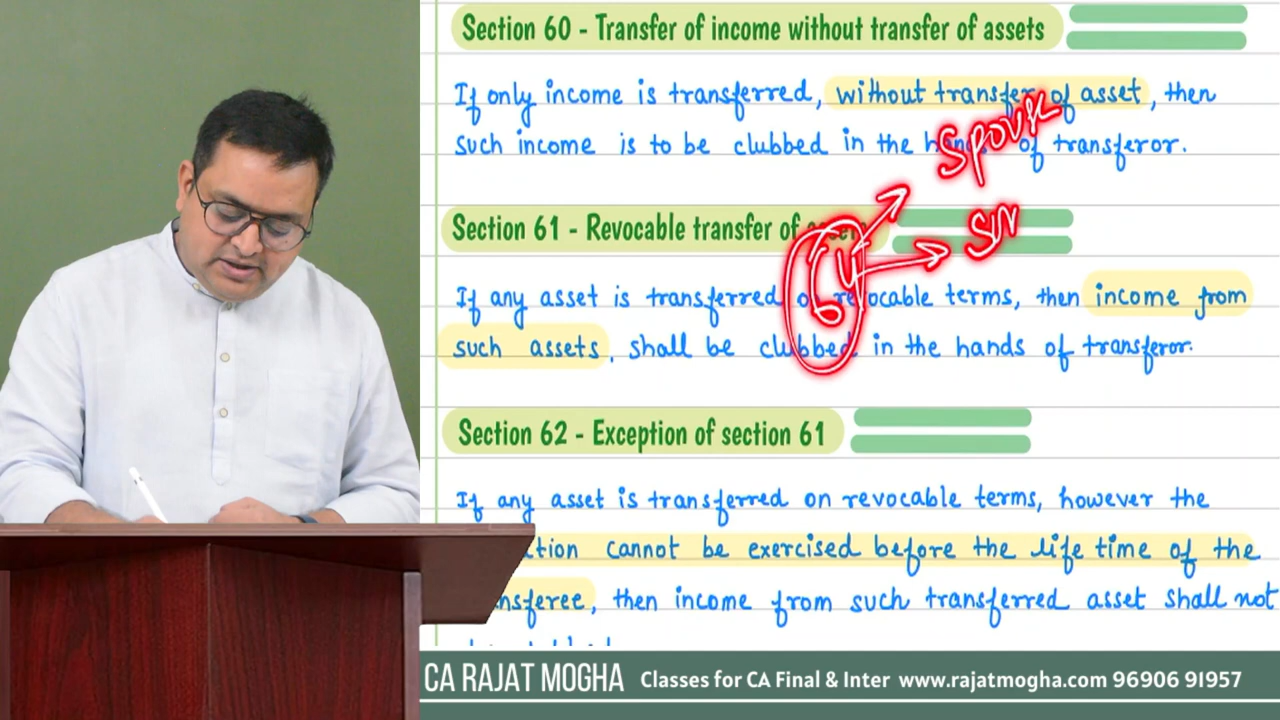 Section 60 - Transfer of income without transfer of assets
If only income is transferred, without transfer of asset, then
such income is to be clubbed in the hands of transferor.
Spouse
Section 61 - Revocable transfer of asset
64
If any asset is transferred on revocable terms, then income from
such assets, shall be clubbed in the hands of transferor.
Section 62 - Exception of section 61
If any asset is transferred on revocable terms, however the
cannot be exercised before the life time of the
then income from such transferred asset shall not
CA RAJAT MOGHA Classes for CA Final & Inter www.rajatmogha.com 96906 91957